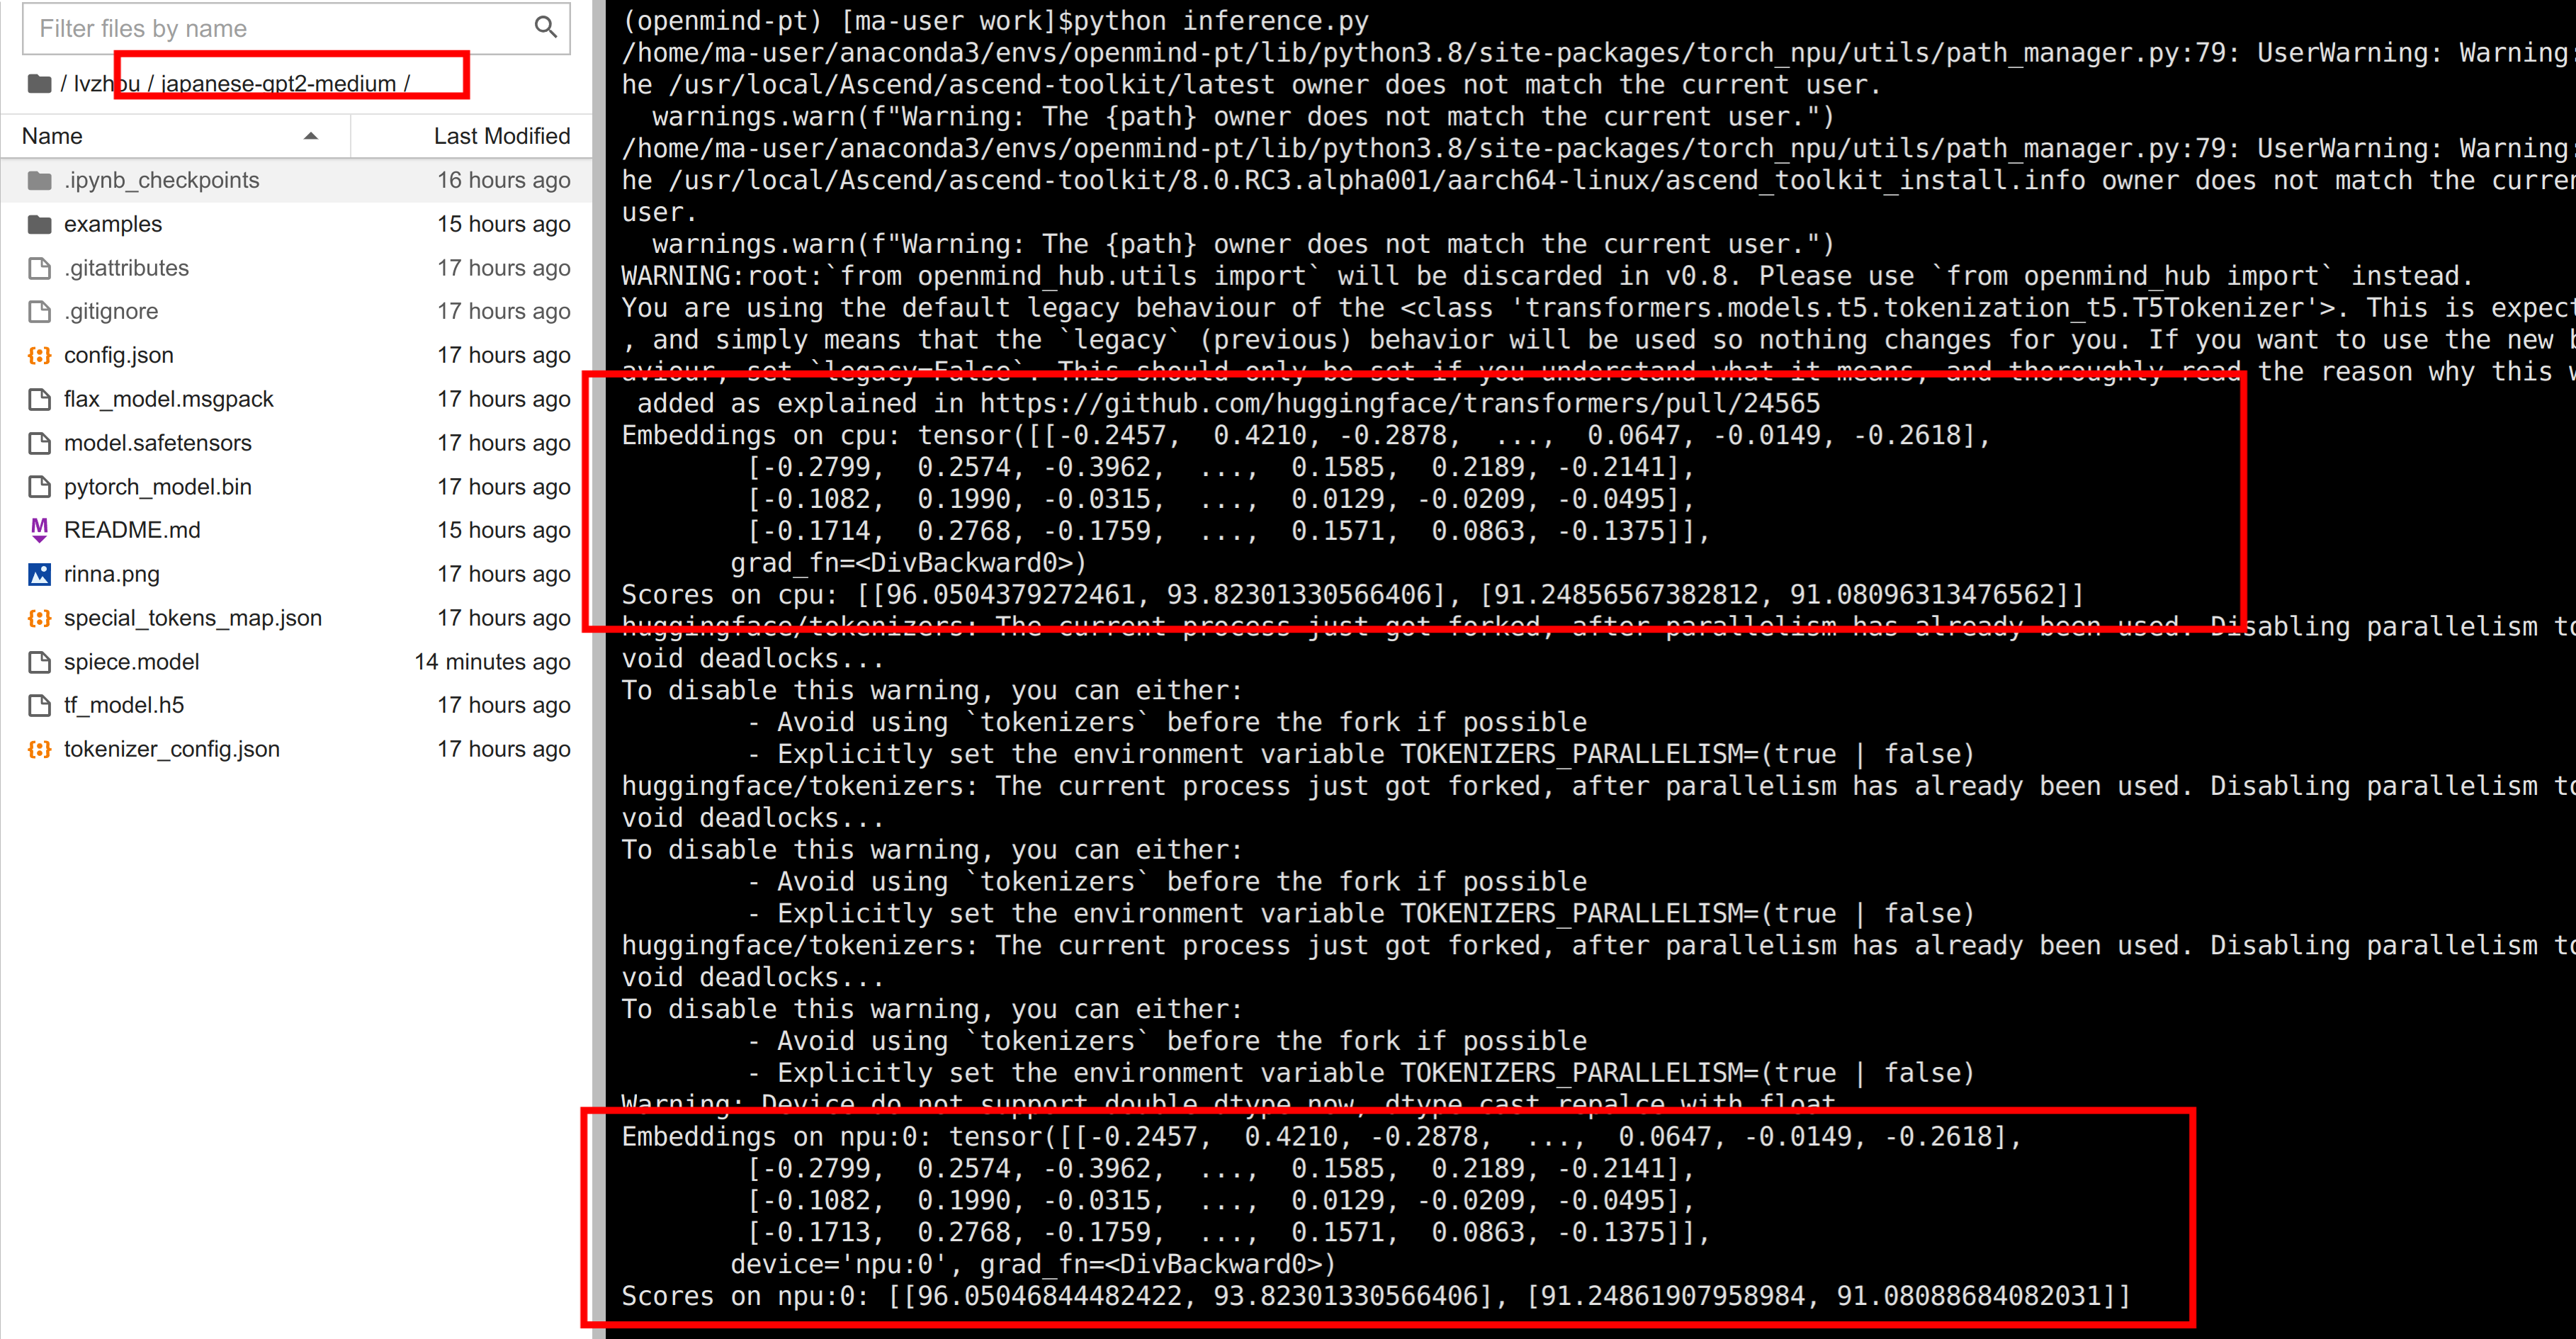 Filter files by name
/ lvzhou / japanese-gpt2-medium /
Name Last Modified
.ipynb_checkpoints 16 hours ago
examples 15 hours ago
.gitattributes 17 hours ago
.gitignore 17 hours ago
config.json 17 hours ago
flax_model.msgpack 17 hours ago
model.safetensors 17 hours ago
pytorch_model.bin 17 hours ago
README.md 15 hours ago
rinna.png 17 hours ago
special_tokens_map.json 17 hours ago
spiece.model 14 minutes ago
tf_model.h5 17 hours ago
tokenizer_config.json 17 hours ago
(openmind-pt) [ma-user work]$python inference.py
/home/ma-user/anaconda3/envs/openmind-pt/lib/python3.8/site-packages/torch_npu/utils/path_manager.py:79: UserWarning: Warning:
he /usr/local/Ascend/ascend-toolkit/latest owner does not match the current user.
  warnings.warn(f"Warning: The {path} owner does not match the current user.")
/home/ma-user/anaconda3/envs/openmind-pt/lib/python3.8/site-packages/torch_npu/utils/path_manager.py:79: UserWarning: Warning:
he /usr/local/Ascend/ascend-toolkit/8.0.RC3.alpha001/aarch64-linux/ascend_toolkit_install.info owner does not match the curren
user.
  warnings.warn(f"Warning: The {path} owner does not match the current user.")
WARNING:root:`from openmind_hub.utils import` will be discarded in v0.8. Please use `from openmind_hub import` instead.
You are using the default legacy behaviour of the <class 'transformers.models.t5.tokenization_t5.T5Tokenizer'>. This is expect
, and simply means that the `legacy` (previous) behavior will be used so nothing changes for you. If you want to use the new b
aviour, set `legacy=False`. This should only be set if you understand what it means, and thoroughly read the reason why this w
 added as explained in https://github.com/huggingface/transformers/pull/24565
Embeddings on cpu: tensor([[-0.2457,  0.4210, -0.2878,  ...,  0.0647, -0.0149, -0.2618],
        [-0.2799,  0.2574, -0.3962,  ...,  0.1585,  0.2189, -0.2141],
        [-0.1082,  0.1990, -0.0315,  ...,  0.0129, -0.0209, -0.0495],
        [-0.1714,  0.2768, -0.1759,  ...,  0.1571,  0.0863, -0.1375]],
       grad_fn=<DivBackward0>)
Scores on cpu: [[96.0504379272461, 93.82301330566406], [91.24856567382812, 91.08096313476562]]
huggingface/tokenizers: The current process just got forked, after parallelism has already been used. Disabling parallelism to
void deadlocks...
To disable this warning, you can either:
        - Avoid using `tokenizers` before the fork if possible
        - Explicitly set the environment variable TOKENIZERS_PARALLELISM=(true | false)
huggingface/tokenizers: The current process just got forked, after parallelism has already been used. Disabling parallelism to
void deadlocks...
To disable this warning, you can either:
        - Avoid using `tokenizers` before the fork if possible
        - Explicitly set the environment variable TOKENIZERS_PARALLELISM=(true | false)
huggingface/tokenizers: The current process just got forked, after parallelism has already been used. Disabling parallelism to
void deadlocks...
To disable this warning, you can either:
        - Avoid using `tokenizers` before the fork if possible
        - Explicitly set the environment variable TOKENIZERS_PARALLELISM=(true | false)
Warning: Device do not support double dtype now, dtype cast repalce with float
Embeddings on npu:0: tensor([[-0.2457,  0.4210, -0.2878,  ...,  0.0647, -0.0149, -0.2618],
        [-0.2799,  0.2574, -0.3962,  ...,  0.1585,  0.2189, -0.2141],
        [-0.1082,  0.1990, -0.0315,  ...,  0.0129, -0.0209, -0.0495],
        [-0.1713,  0.2768, -0.1759,  ...,  0.1571,  0.0863, -0.1375]],
       device='npu:0', grad_fn=<DivBackward0>)
Scores on npu:0: [[96.05046844482422, 93.82301330566406], [91.24861907958984, 91.08088684082031]]